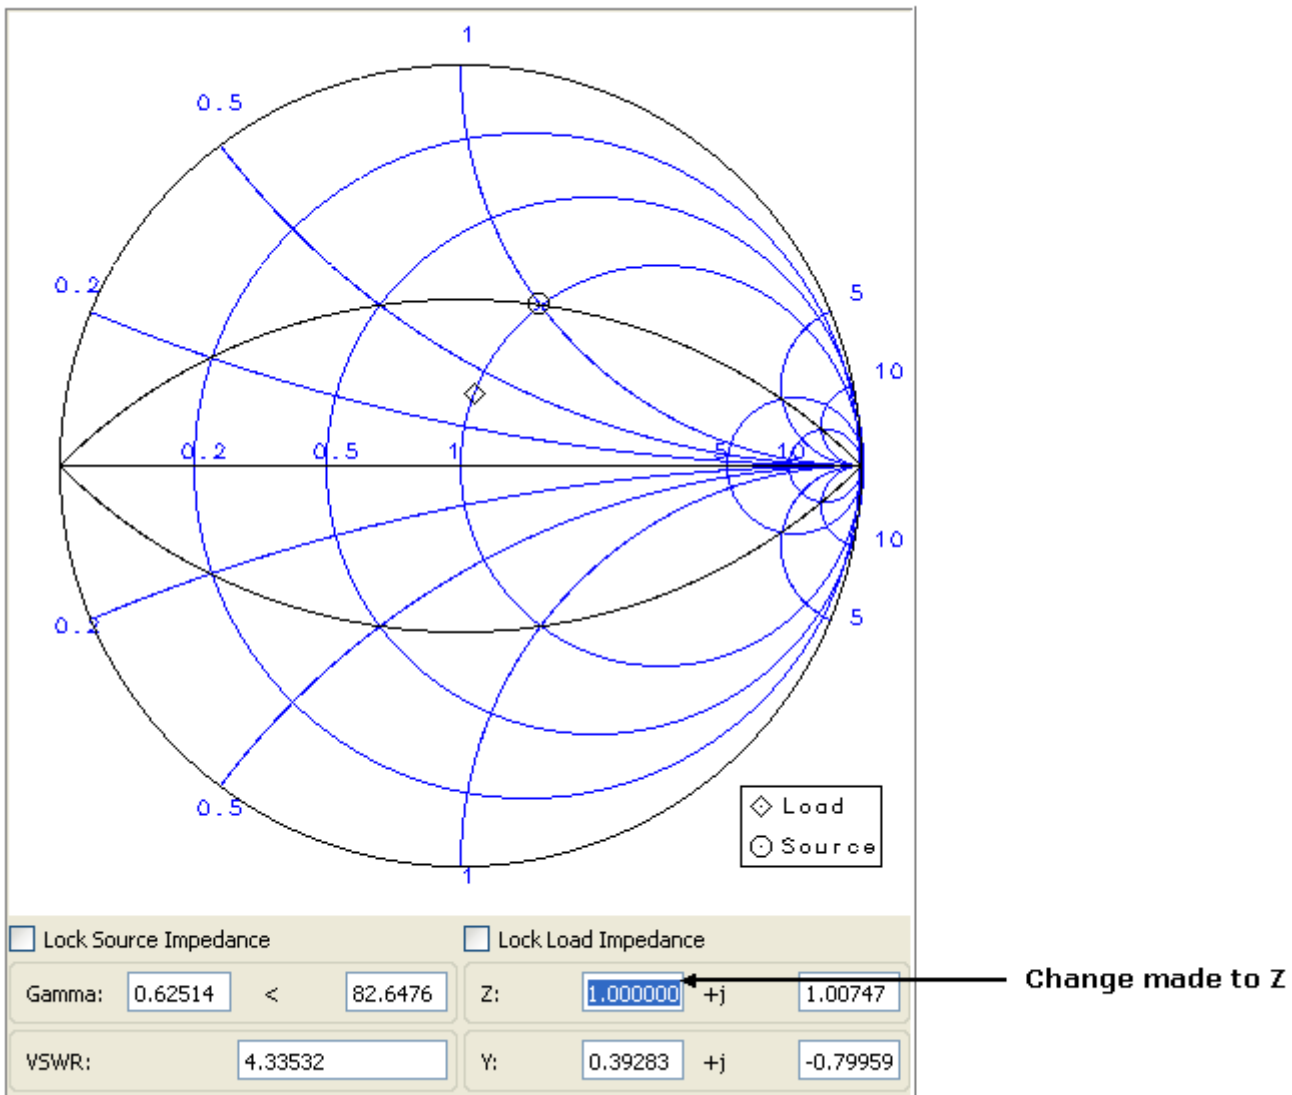 1
0.5
0.2
5
10
0.2
0.5
1
5
10
10
0.2
5
0.5
1
Load
Source
Lock Source Impedance
Lock Load Impedance
Gamma: 0.62514 < 82.6476
Z: 1.000000 +j 1.00747
Change made to Z
VSWR: 4.33532
Y: 0.39283 +j -0.79959